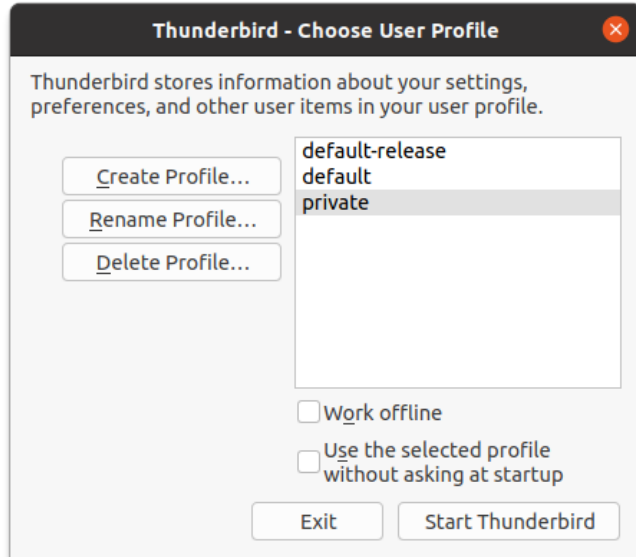 Thunderbird - Choose User Profile
Thunderbird stores information about your settings,
preferences, and other user items in your user profile.
Create Profile...
Rename Profile...
Delete Profile...
default-release
default
private
Work offline
Use the selected profile
without asking at startup
Exit
Start Thunderbird